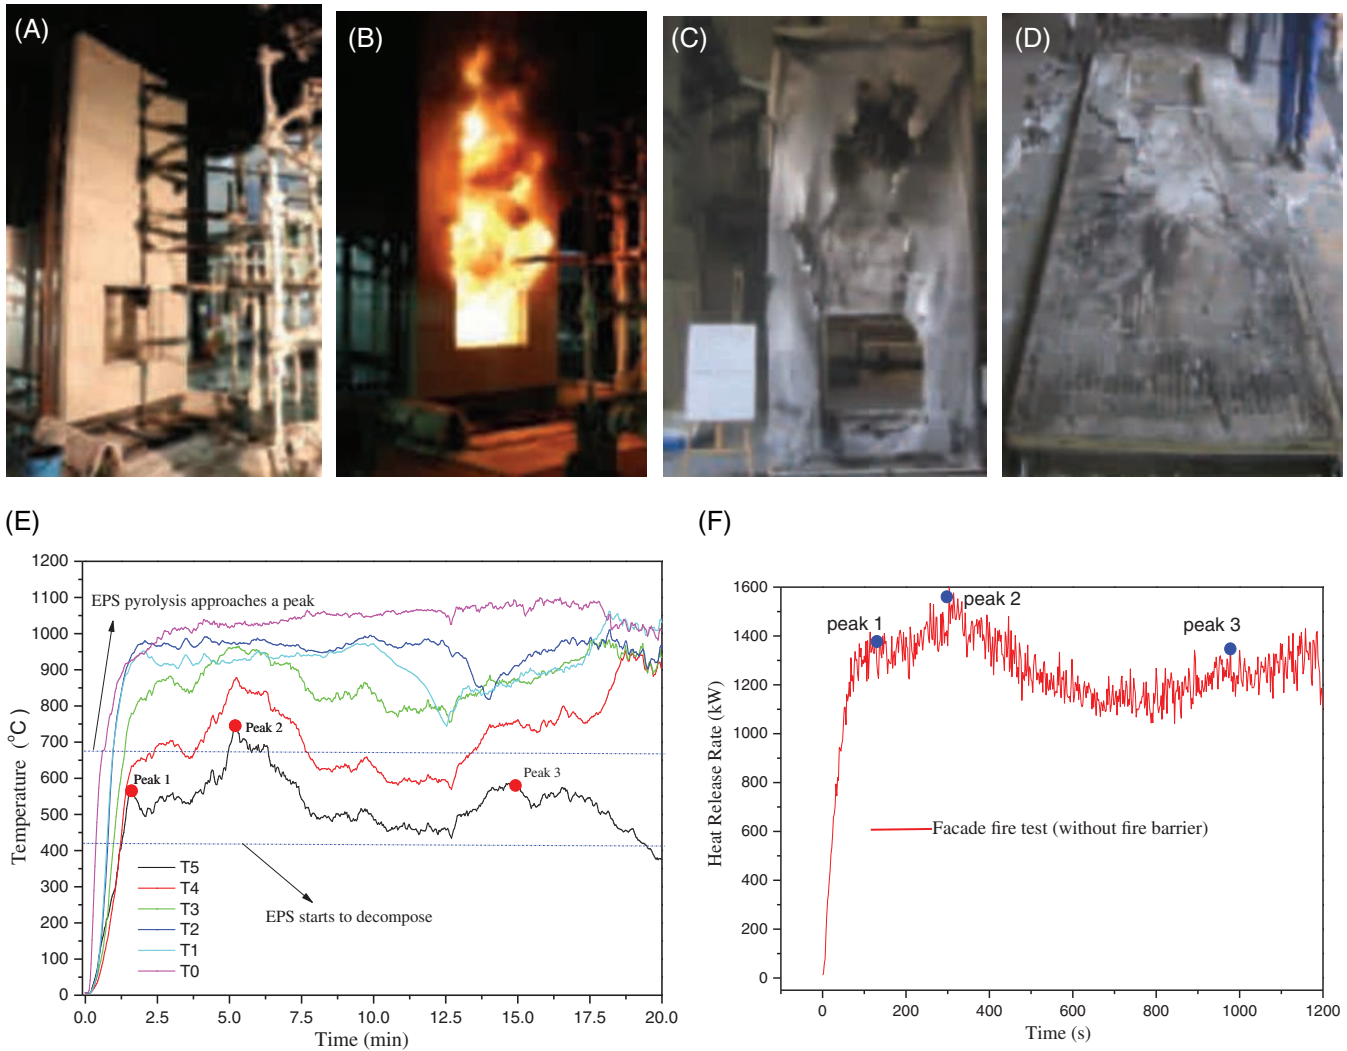 (A)
(B)
(C)
(D)
(E)
1200
1100
1000
900
800
700
600
500
400
300
200
100
0
Temperature (°C)
EPS pyrolysis approaches a peak
Peak 1
Peak 2
Peak 3
EPS starts to decompose
T5
T4
T3
T2
T1
T0
0.0
2.5
5.0
7.5
10.0
12.5
15.0
17.5
20.0
Time (min)
(F)
1600
1400
1200
1000
800
600
400
200
0
Heat Release Rate (kW)
peak 1
peak 2
peak 3
Facade fire test (without fire barrier)
0
200
400
600
800
1000
1200
Time (s)